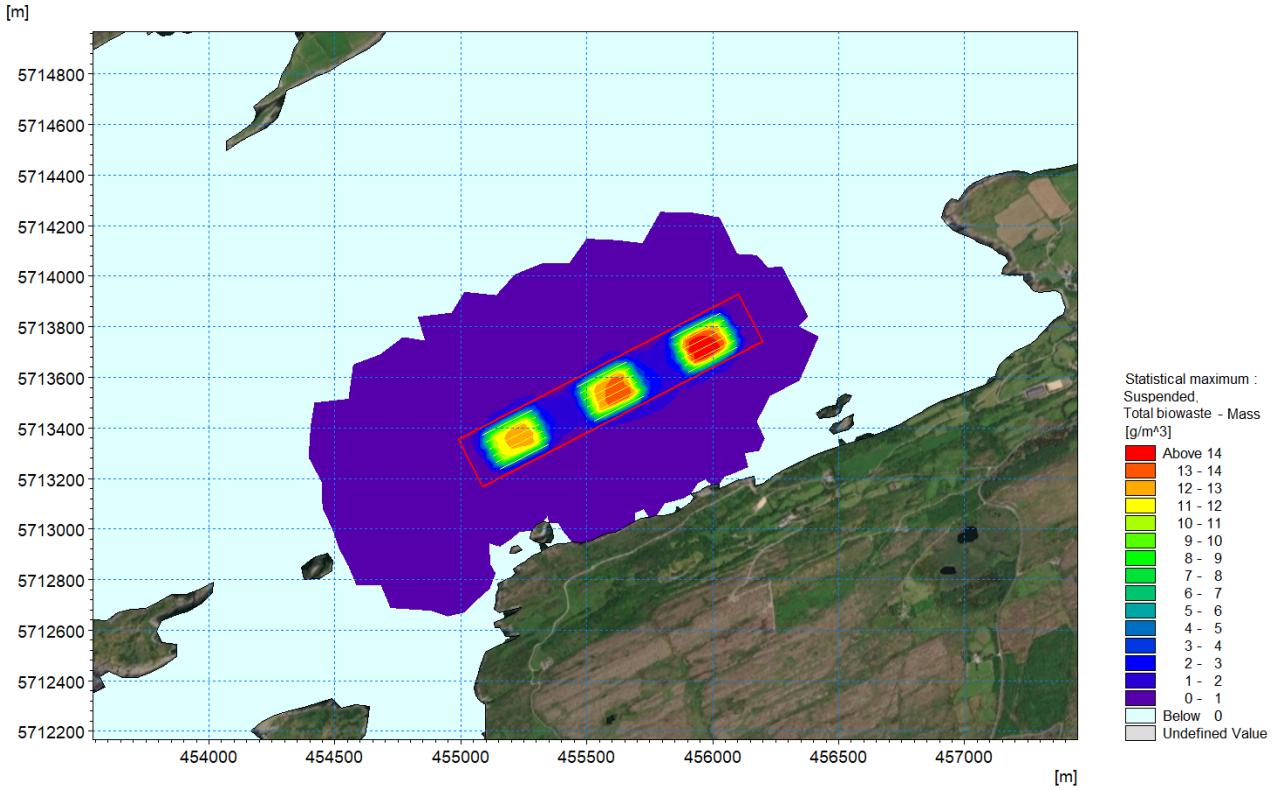 [m]
5714800
5714600
5714400
5714200
5714000
5713800
5713600
5713400
5713200
5713000
5712800
5712600
5712400
5712200
454000 454500 455000 455500 456000 456500 457000
[m]
Statistical maximum :
Suspended,
Total biowaste - Mass
[g/m^3]
Above 14
13 - 14
12 - 13
11 - 12
10 - 11
9 - 10
8 - 9
7 - 8
6 - 7
5 - 6
4 - 5
3 - 4
2 - 3
1 - 2
0 - 1
Below 0
Undefined Value